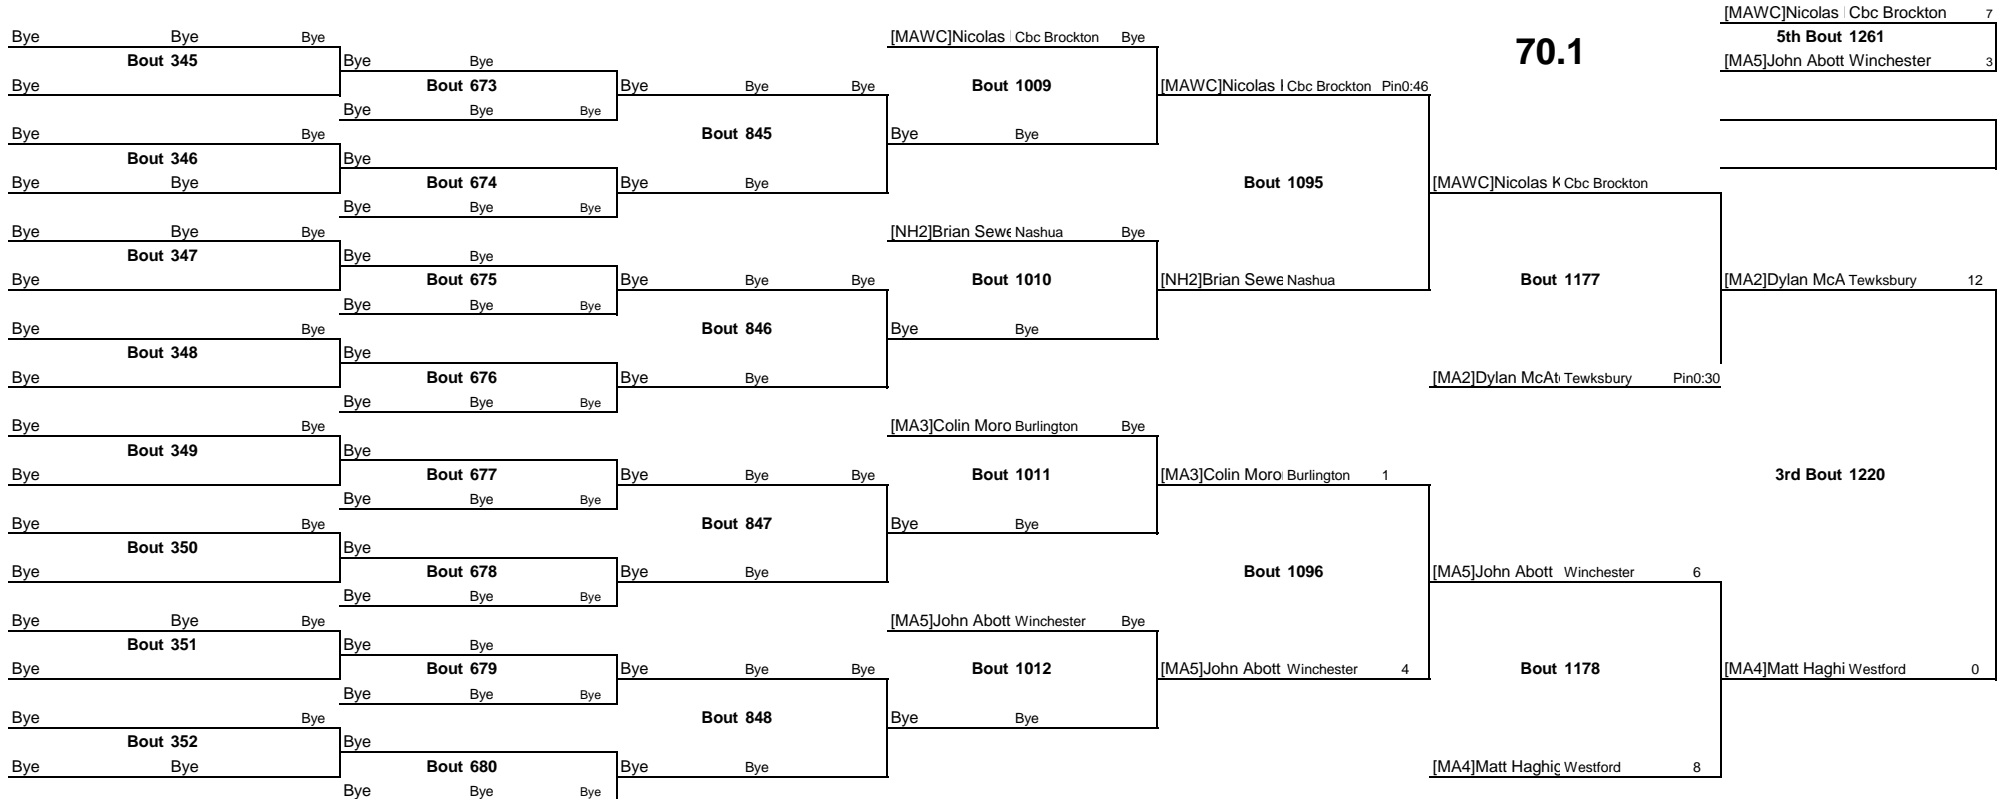 [MAWC]Nicolas Cbc Brockton 7
Bye Bye Bye [MAWC]Nicolas Cbc Brockton Bye 70.1 5th Bout 1261
Bout 345 Bye Bye [MA5]John Abott Winchester 3
Bye Bout 673 Bye Bye Bye Bout 1009 [MAWC]Nicolas Cbc Brockton Pin0:46
Bye Bye Bye
Bye Bye Bout 845 Bye Bye
Bout 346 Bye
Bye Bye Bout 674 Bye Bye Bout 1095 [MAWC]Nicolas K Cbc Brockton
Bye Bye Bye
Bye Bye Bye [NH2]Brian Sewe Nashua Bye
Bout 347 Bye Bye
Bye Bout 675 Bye Bye Bye Bout 1010 [NH2]Brian Sewe Nashua Bout 1177 [MA2]Dylan McA Tewksbury 12
Bye Bye Bye
Bye Bye Bout 846 Bye Bye
Bout 348 Bye
Bye Bout 676 Bye Bye [MA2]Dylan McAt Tewksbury Pin0:30
Bye Bye Bye
Bye Bye [MA3]Colin Moro Burlington Bye
Bout 349 Bye
Bye Bout 677 Bye Bye Bye Bout 1011 [MA3]Colin Moro Burlington 1 3rd Bout 1220
Bye Bye Bye
Bye Bye Bout 847 Bye Bye
Bout 350 Bye
Bye Bout 678 Bye Bye Bout 1096 [MA5]John Abott Winchester 6
Bye Bye Bye
Bye Bye Bye [MA5]John Abott Winchester Bye
Bout 351 Bye Bye
Bye Bout 679 Bye Bye Bye Bout 1012 [MA5]John Abott Winchester 4 Bout 1178 [MA4]Matt Haghi Westford 0
Bye Bye Bye
Bye Bye Bout 848 Bye Bye
Bout 352 Bye
Bye Bye Bout 680 Bye Bye [MA4]Matt Haghig Westford 8
Bye Bye Bye